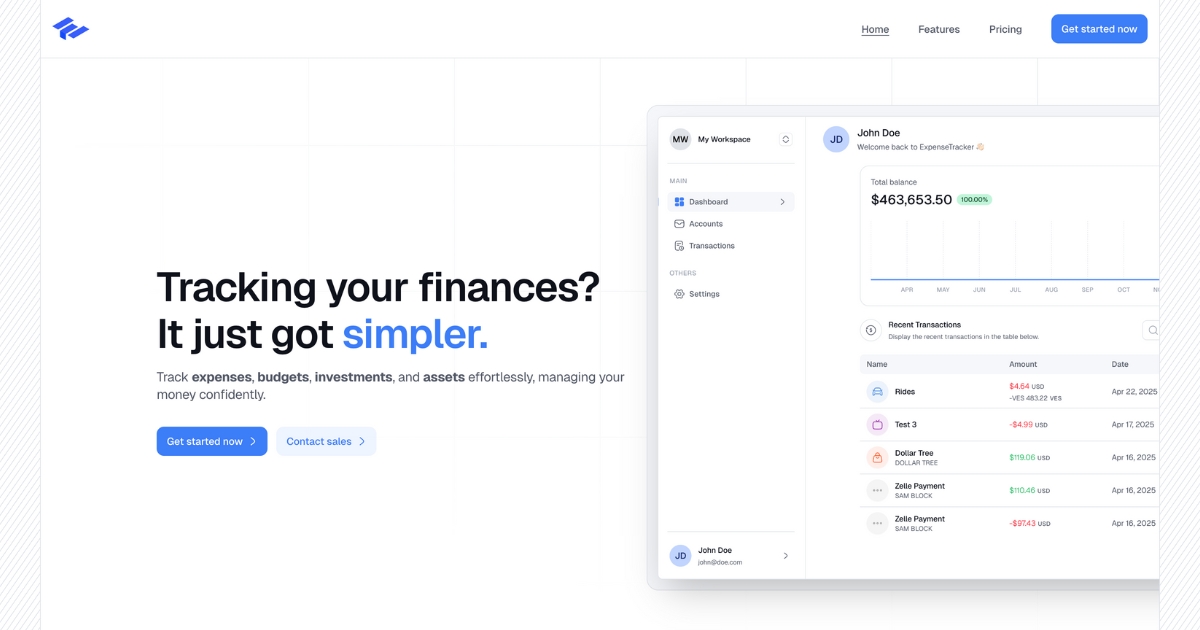 Home Features Pricing Get started now
Tracking your finances?
It just got simpler.
Track expenses, budgets, investments, and assets effortlessly, managing your
money confidently.
Get started now
Contact sales
MW My Workspace
MAIN
Dashboard
Accounts
Transactions
OTHERS
Settings
JD John Doe
john@doe.com
JD John Doe
Welcome back to ExpenseTracker
Total balance
$463,653.50 100.00%
APR MAY JUN JUL AUG SEP OCT
Recent Transactions
Display the recent transactions in the table below.
Name Amount Date
Rides $4.64 USD Apr 22, 2025
-VES 483.22 VES
Test 3 -$4.99 USD Apr 17, 2025
Dollar Tree $119.06 USD Apr 16, 2025
DOLLAR TREE
Zelle Payment $110.46 USD Apr 16, 2025
SAM BLOCK
Zelle Payment -$97.43 USD Apr 16, 2025
SAM BLOCK